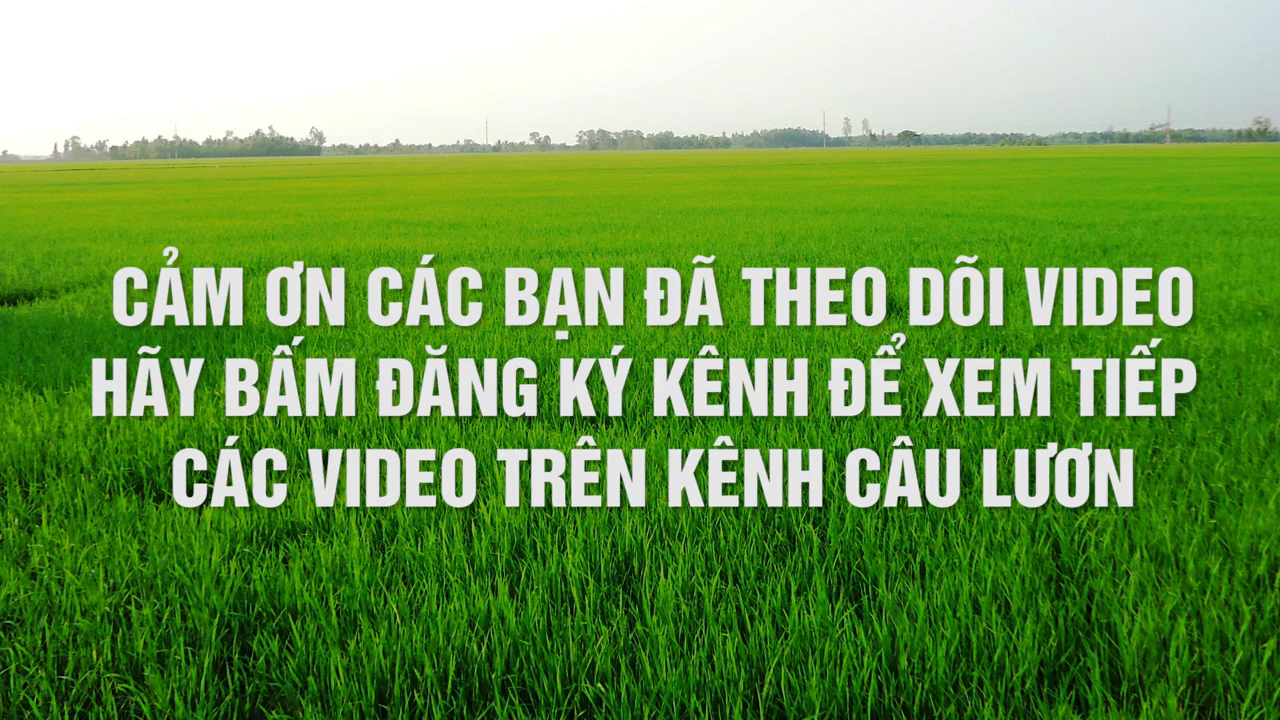 CẢM ƠN CÁC BẠN ĐÃ THEO DÕI VIDEO
HÃY BẤM ĐĂNG KÝ KÊNH ĐỂ XEM TIẾP
CÁC VIDEO TRÊN KÊNH CÂU LƯƠN